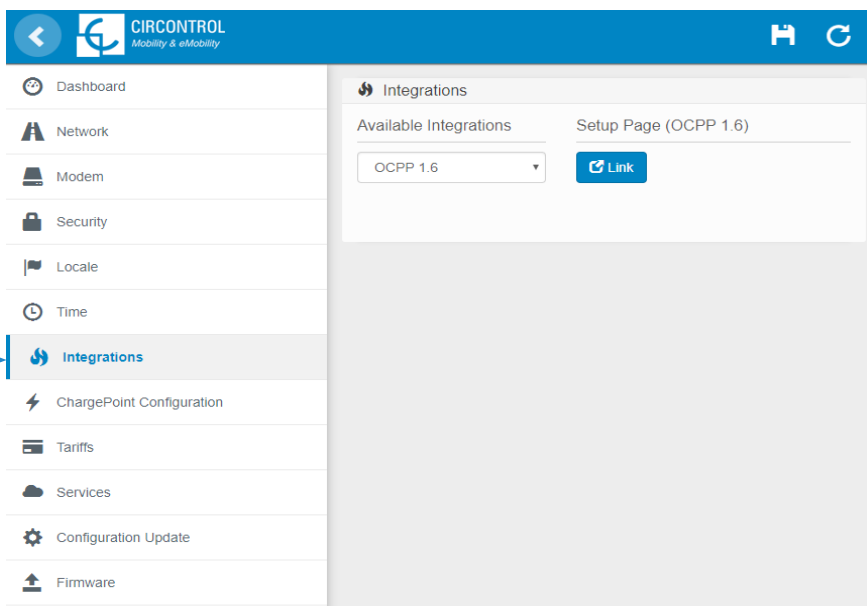 CIRCONTROL
Mobility & eMobility
Dashboard
Network
Modem
Security
Locale
Time
Integrations
ChargePoint Configuration
Tariffs
Services
Configuration Update
Firmware
Integrations
Available Integrations
Setup Page (OCPP 1.6)
OCPP 1.6
Link